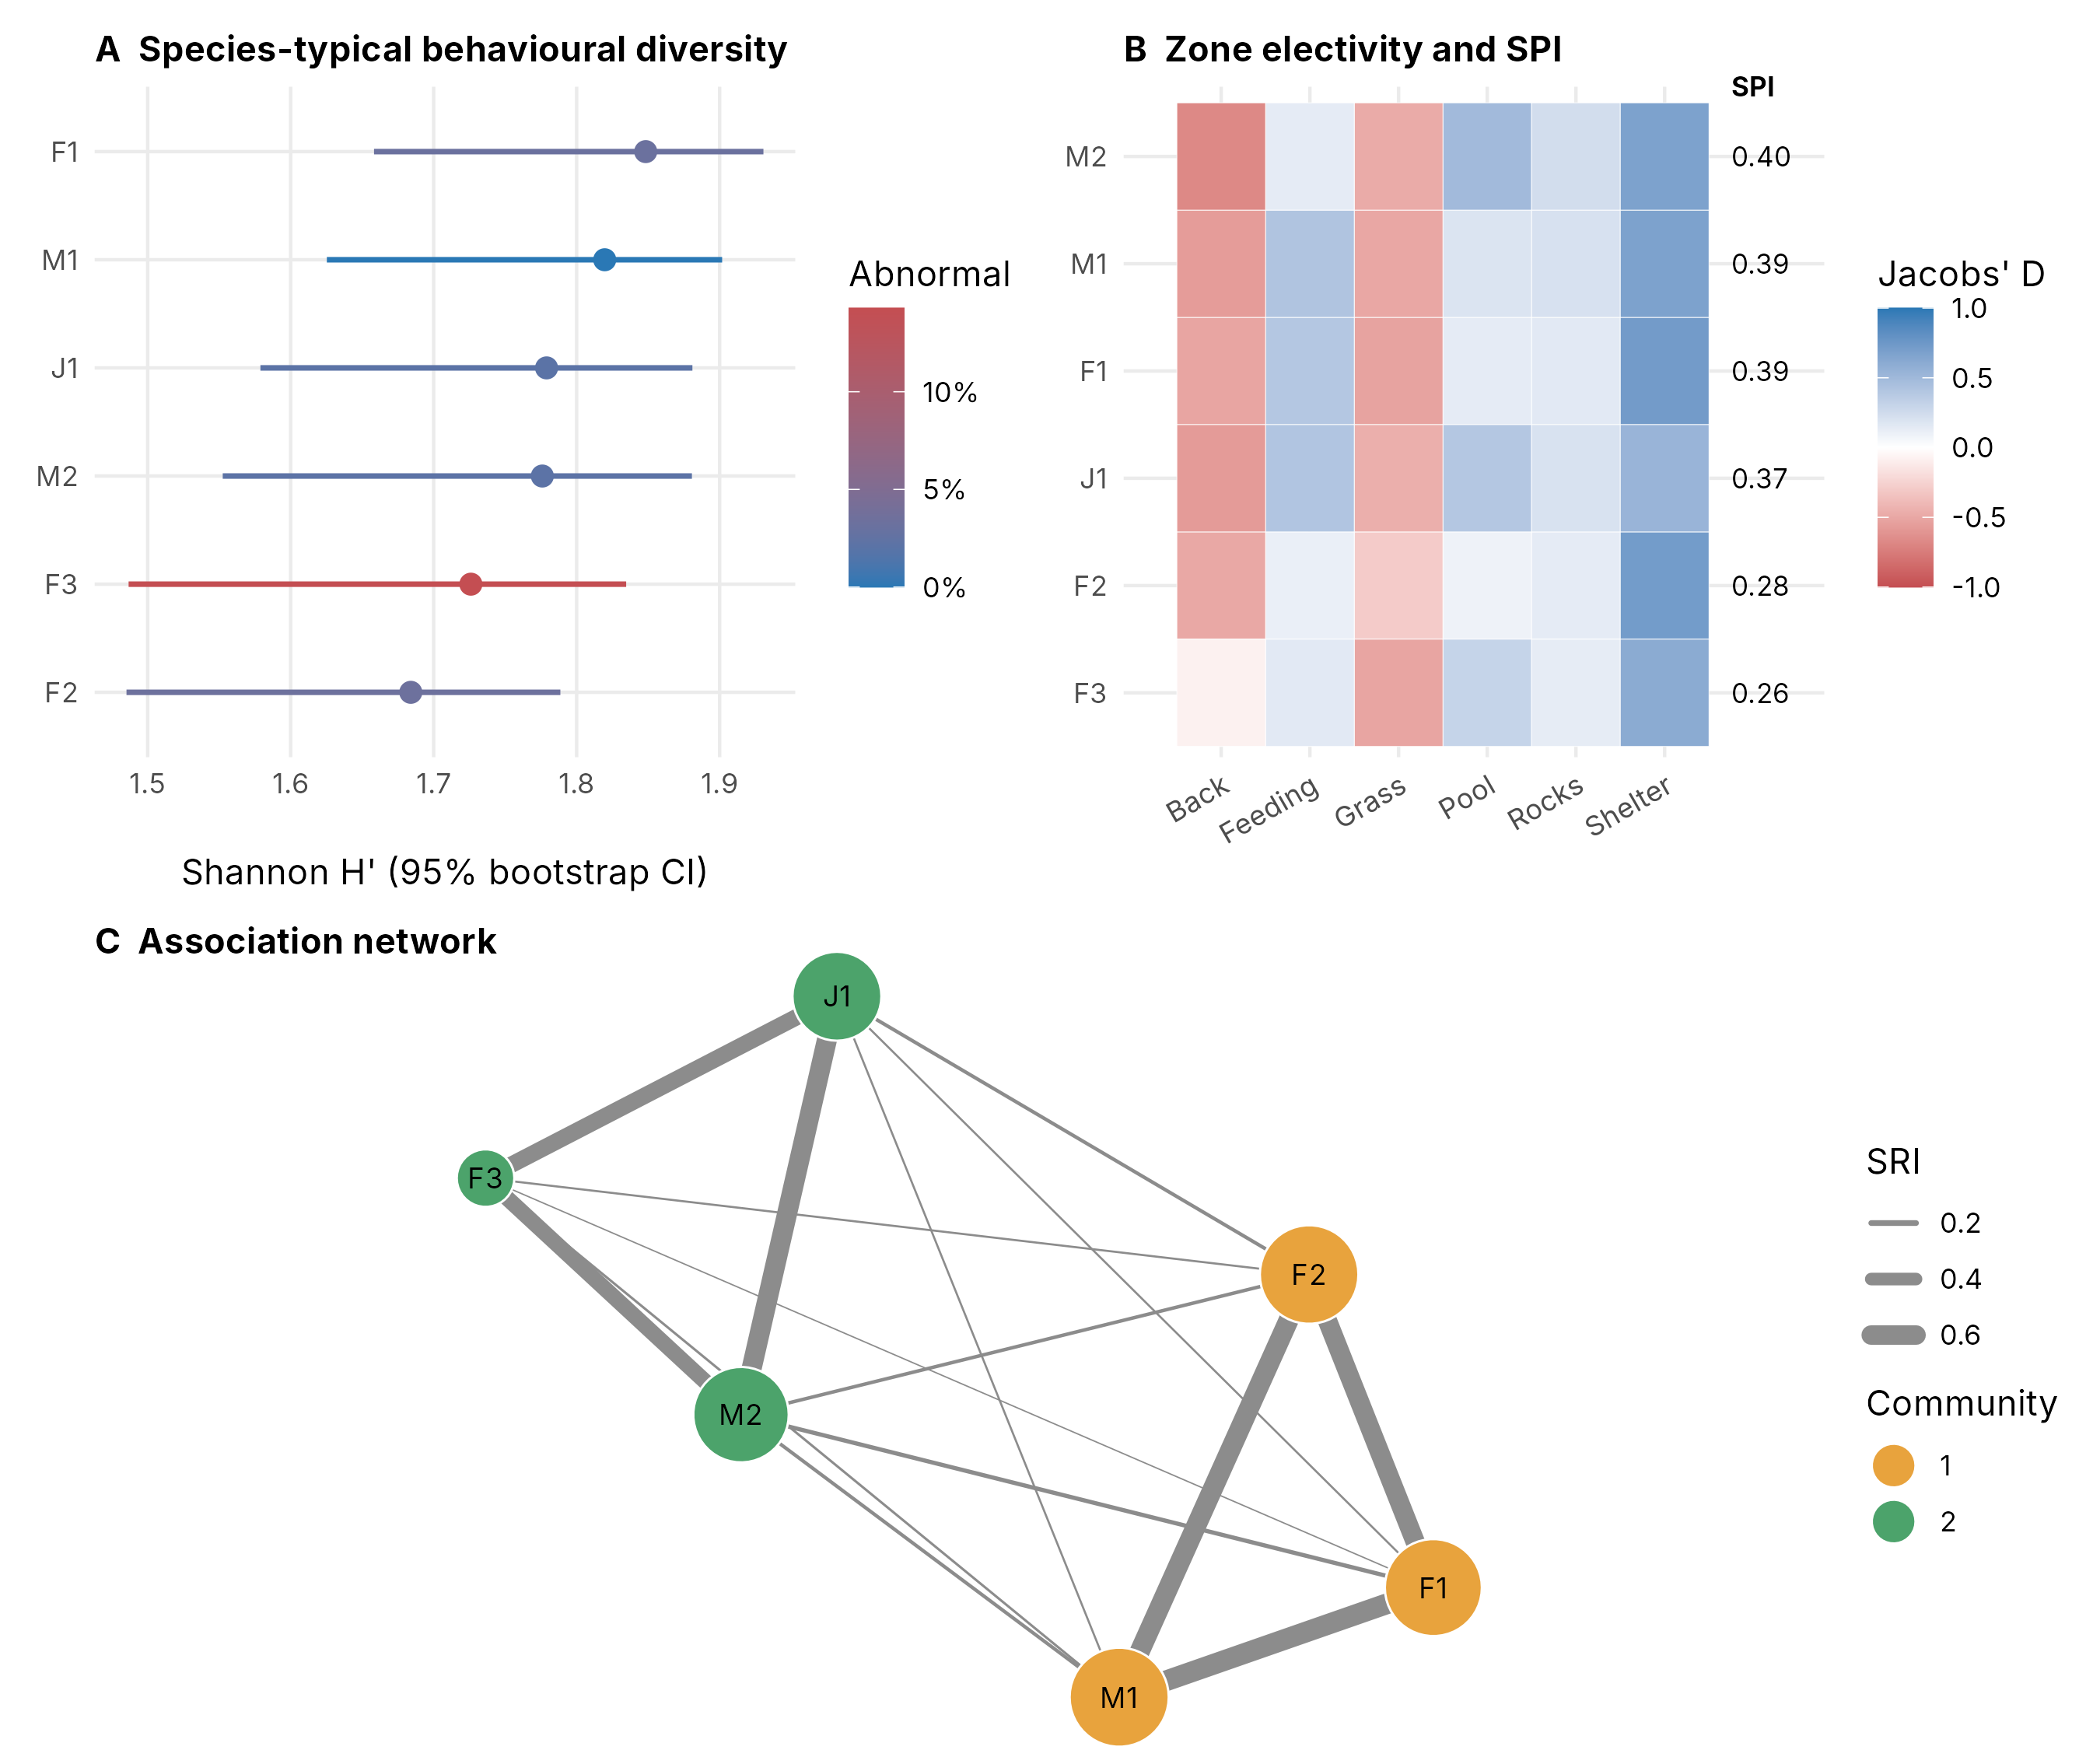 A Species-typical behavioural diversity
F1
M1
J1
M2
F3
F2
1.5 1.6 1.7 1.8 1.9
Shannon H' (95% bootstrap CI)
Abnormal
10%
5%
0%
B Zone electivity and SPI
SPI
M2 0.40
M1 0.39
F1 0.39
J1 0.37
F2 0.28
F3 0.26
Back Feeding Grass Pool Rocks Shelter
Jacobs' D
1.0
0.5
0.0
-0.5
-1.0
C Association network
J1
F3
F2
M2
F1
M1
SRI
0.2
0.4
0.6
Community
1
2